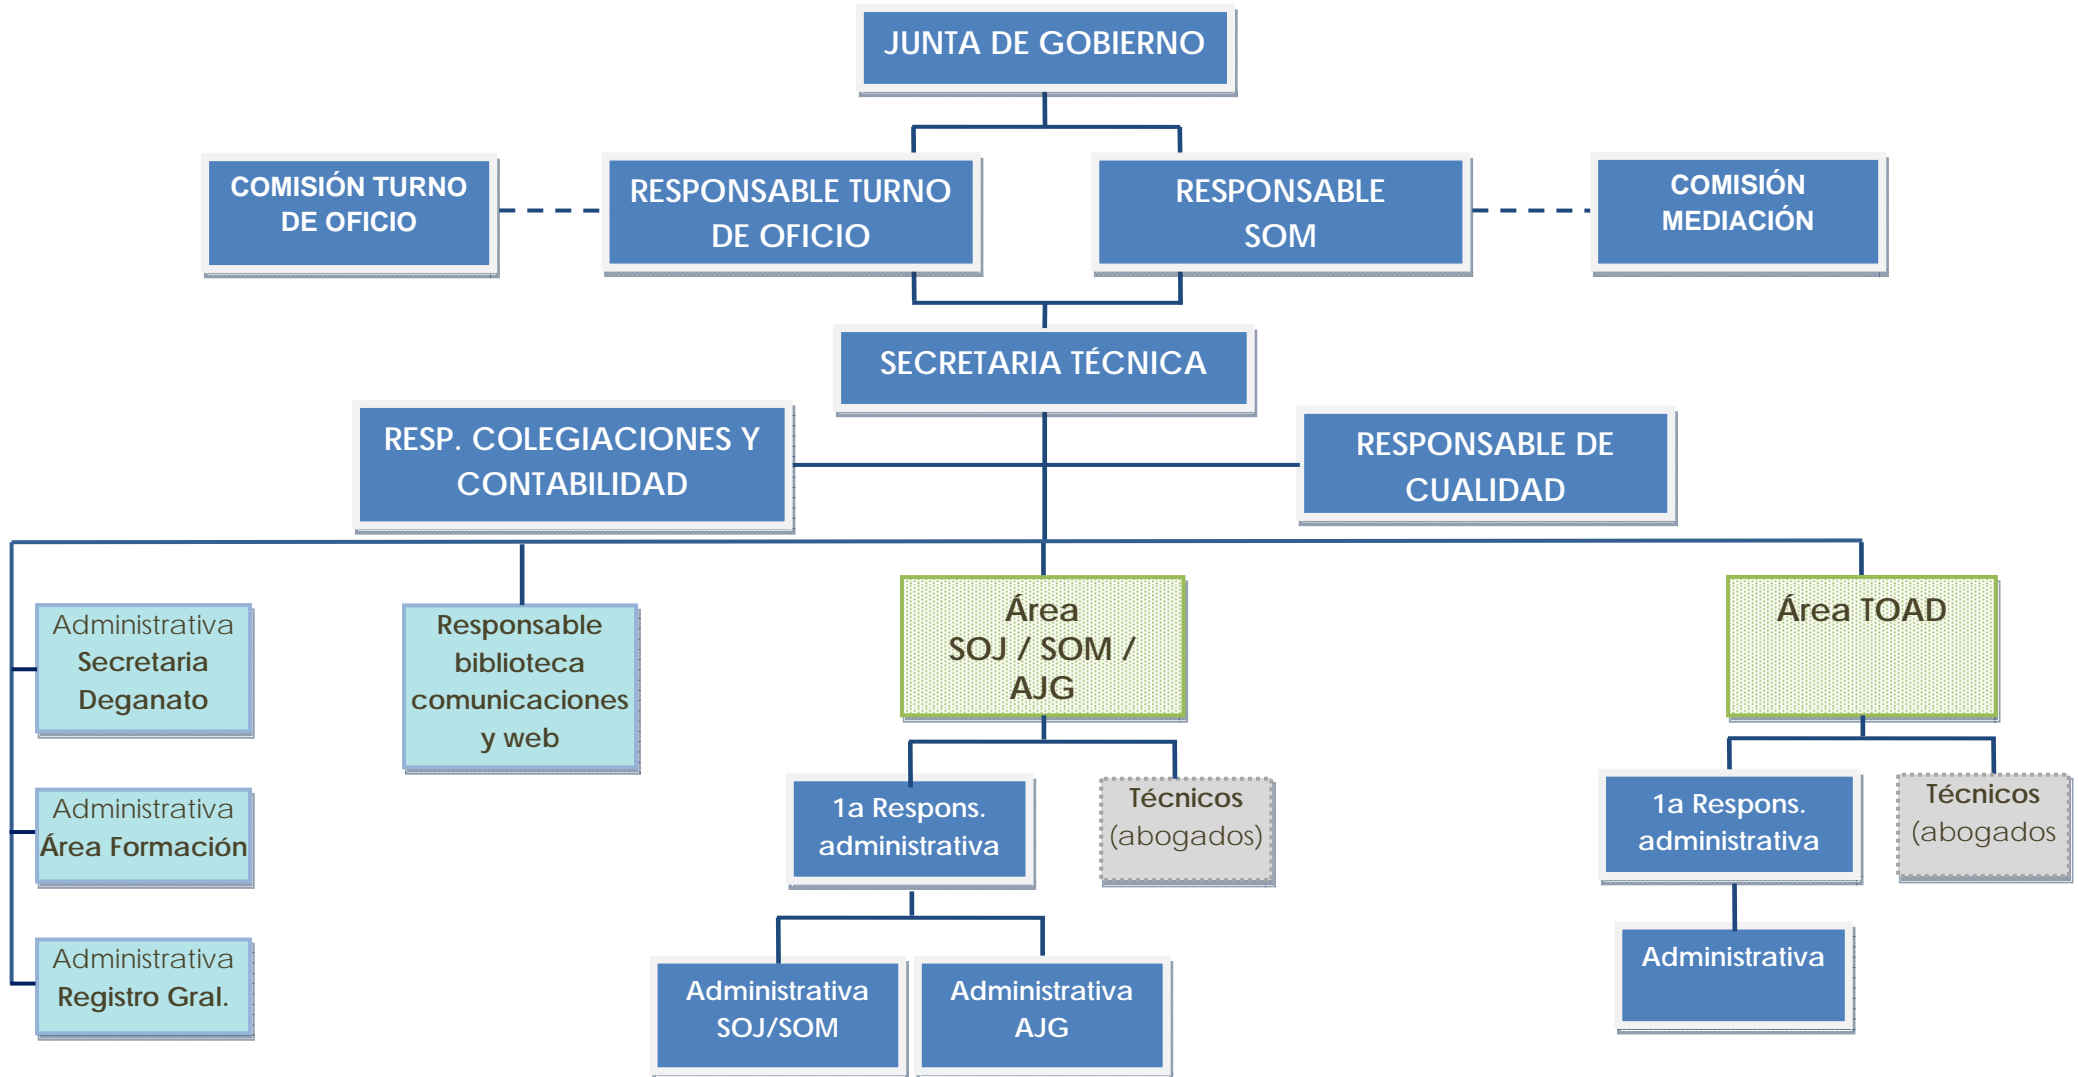 JUNTA DE GOBIERNO
COMISIÓN TURNO
DE OFICIO
RESPONSABLE TURNO
DE OFICIO
RESPONSABLE
SOM
COMISIÓN
MEDIACIÓN
SECRETARIA TÉCNICA
RESP. COLEGIACIONES Y
CONTABILIDAD
RESPONSABLE DE
CUALIDAD
Administrativa
Secretaria
Deganato
Responsable
biblioteca
comunicaciones
y web
Área
SOJ / SOM /
AJG
Área TOAD
Administrativa
Área Formación
1a Respons.
administrativa
Técnicos
(abogados)
1a Respons.
administrativa
Técnicos
(abogados
Administrativa
Registro Gral.
Administrativa
SOJ/SOM
Administrativa
AJG
Administrativa